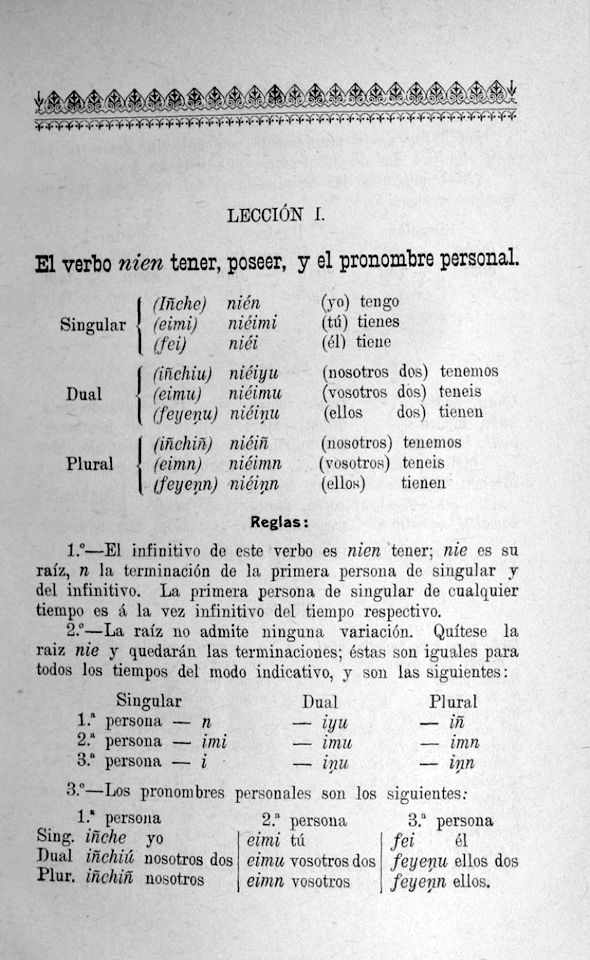 LECCIÓN I.
El verbo nien tener, poseer, y el pronombre personal.
Singular
(Iñche) nién (yo) tengo
(eimi) niéimi (tú) tienes
(fei) niéi (él) tiene
Dual
(iñchiu) niéiyu (nosotros dos) tenemos
(eimu) niéimu (vosotros dos) teneis
(feyeṇu) niéiṇu (ellos dos) tienen
Plural
(iñchiñ) niéiñ (nosotros) tenemos
(eimn) niéimn (vosotros) teneis
(feyeṇn) niéiṇn (ellos) tienen
Reglas:
1.º—El infinitivo de este verbo es nien tener; nie es su
raíz, n la terminación de la primera persona de singular y
del infinitivo. La primera persona de singular de cualquier
tiempo es á la vez infinitivo del tiempo respectivo.
2.º—La raíz no admite ninguna variación. Quítese la
raiz nie y quedarán las terminaciones; éstas son iguales para
todos los tiempos del modo indicativo, y son las siguientes:
Singular Dual Plural
1.ª persona — n — iyu — iñ
2.ª persona — imi — imu — imn
3.ª persona — i — iṇu — iṇn
3.º—Los pronombres personales son los siguientes:
1.ª persona 2.ª persona 3.ª persona
Sing. iñche yo eimi tú fei él
Dual iñchiú nosotros dos eimu vosotros dos feyeṇu ellos dos
Plur. iñchiñ nosotros eimn vosotros feyeṇn ellos.